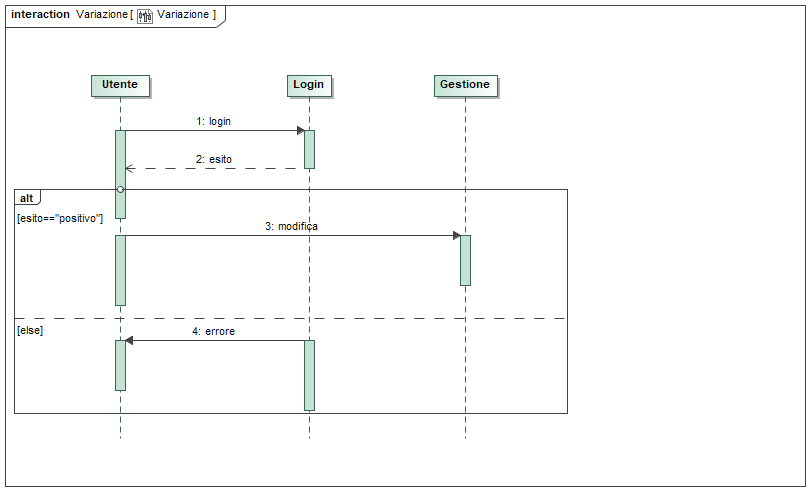 interaction Variazione [ Variazione ]
Utente Login Gestione
1: login
2: esito
alt
[esito=="positivo"]
3: modifica
[else]
4: errore